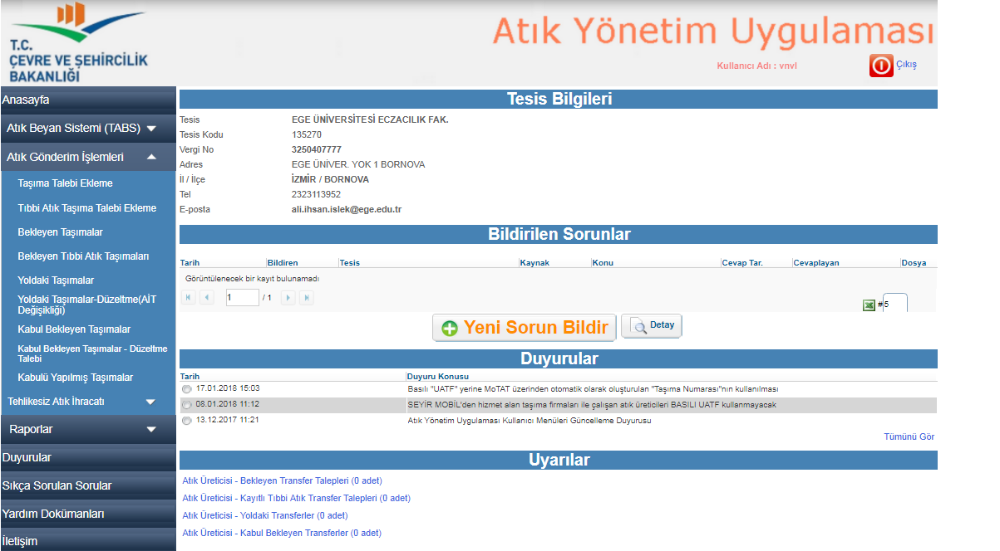 T.C.
ÇEVRE VE ŞEHİRCİLİK
BAKANLIĞI
Atık Yönetim Uygulaması
Kullanıcı Adı : vnvl
Çıkış
Anasayfa
Atık Beyan Sistemi (TABS)
Atık Gönderim İşlemleri
Taşıma Talebi Ekleme
Tıbbi Atık Taşıma Talebi Ekleme
Bekleyen Taşımalar
Bekleyen Tıbbi Atık Taşımaları
Yoldaki Taşımalar
Yoldaki Taşımalar-Düzeltme(AİT
Değişikliği)
Kabul Bekleyen Taşımalar
Kabul Bekleyen Taşımalar - Düzeltme
Talebi
Kabulü Yapılmış Taşımalar
Tehlikesiz Atık İhracatı
Raporlar
Duyurular
Sıkça Sorulan Sorular
Yardım Dokümanları
İletişim
Tesis Bilgileri
Tesis EGE ÜNİVERSİTESİ ECZACILIK FAK.
Tesis Kodu 135270
Vergi No 3250407777
Adres EGE ÜNİVER. YOK 1 BORNOVA
İl / İlçe İZMİR / BORNOVA
Tel 2323113952
E-posta ali.ihsan.islek@ege.edu.tr
Bildirilen Sorunlar
Tarih Bildiren Tesis Kaynak Konu Cevap Tar. Cevaplayan Dosya
Görüntülenecek bir kayıt bulunamadı
1 / 1
#5
Yeni Sorun Bildir Detay
Duyurular
Tarih Duyuru Konusu
17.01.2018 15:03 Basılı "UATF" yerine MoTAT üzerinden otomatik olarak oluşturulan "Taşıma Numarası"nın kullanılması
08.01.2018 11:12 SEYİR MOBİL'den hizmet alan taşıma firmaları ile çalışan atık üreticileri BASILI UATF kullanmayacak
13.12.2017 11:21 Atık Yönetim Uygulaması Kullanıcı Menüleri Güncelleme Duyurusu
Tümünü Gör
Uyarılar
Atık Üreticisi - Bekleyen Transfer Talepleri (0 adet)
Atık Üreticisi - Kayıtlı Tıbbi Atık Transfer Talepleri (0 adet)
Atık Üreticisi - Yoldaki Transferler (0 adet)
Atık Üreticisi - Kabul Bekleyen Transferler (0 adet)